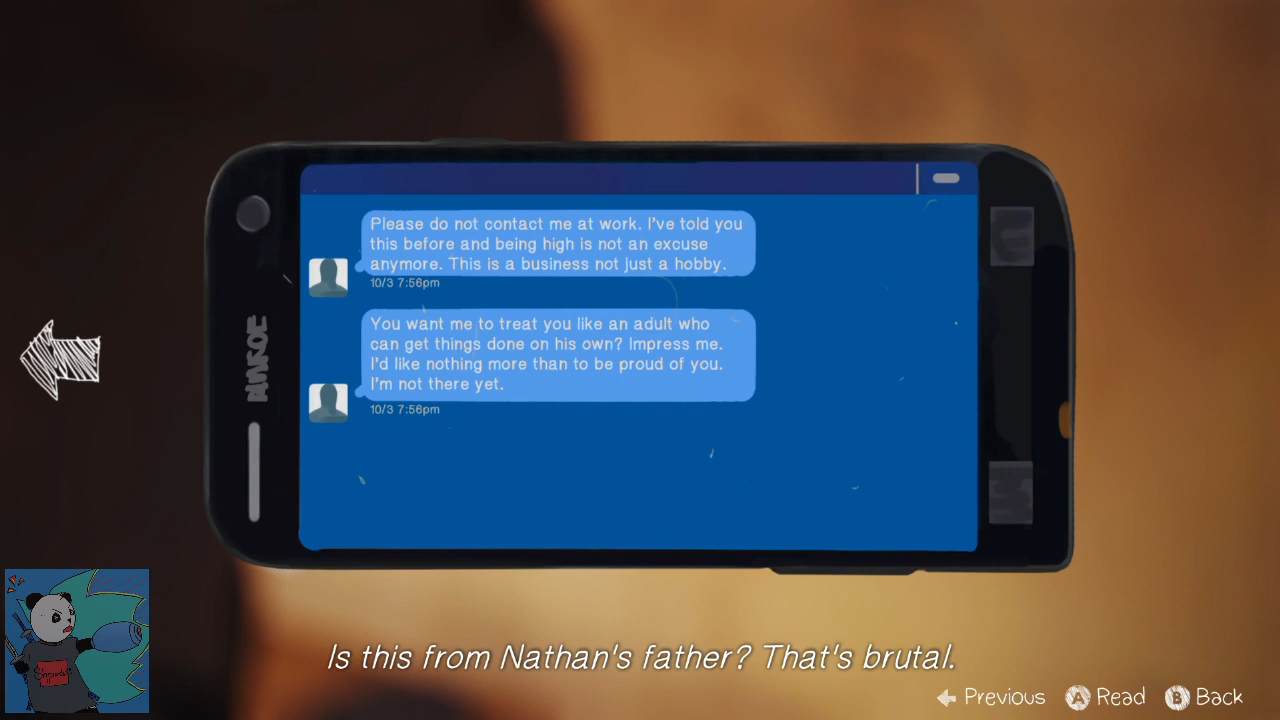 Please do not contact me at work. I've told you
this before and being high is not an excuse
anymore. This is a business not just a hobby.
10/3 7:56pm
You want me to treat you like an adult who
can get things done on his own? Impress me.
I'd like nothing more than to be proud of you.
I'm not there yet.
10/3 7:56pm
Is this from Nathan's father? That's brutal.
Previous A Read B Back